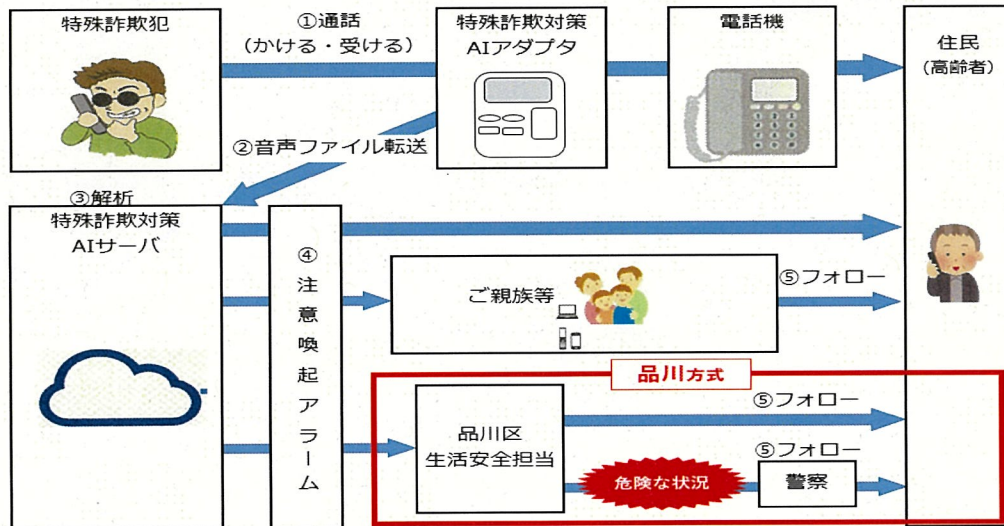 特殊詐欺犯
①通話
(かける・受ける)
特殊詐欺対策
AIアダプタ
電話機
住民
(高齢者)
②音声ファイル転送
③解析
特殊詐欺対策
AIサーバ
④注意喚起アラーム
ご親族等
⑤フォロー
品川方式
品川区
生活安全担当
⑤フォロー
危険な状況
⑤フォロー
警察